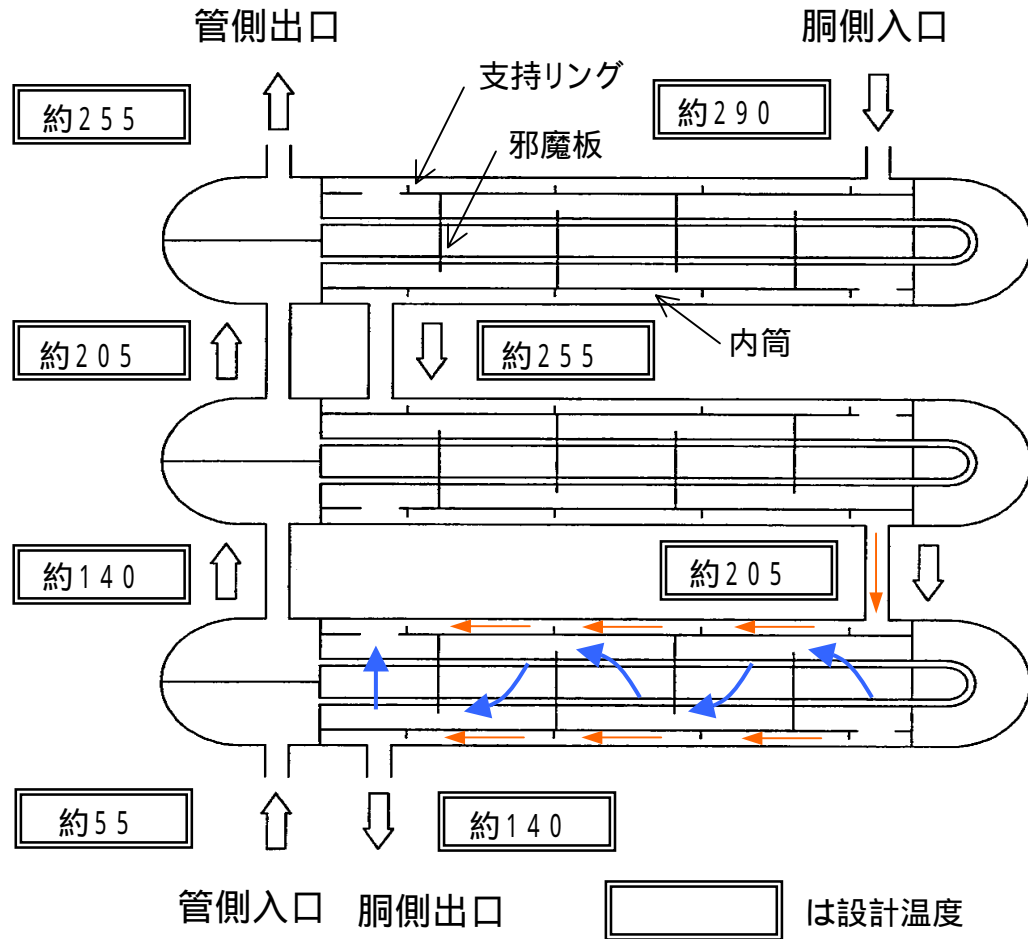 管側出口
胴側入口
支持リング
約255
約290
邪魔板
内筒
約205
約255
約140
約205
約55
約140
管側入口
胴側出口
は設計温度